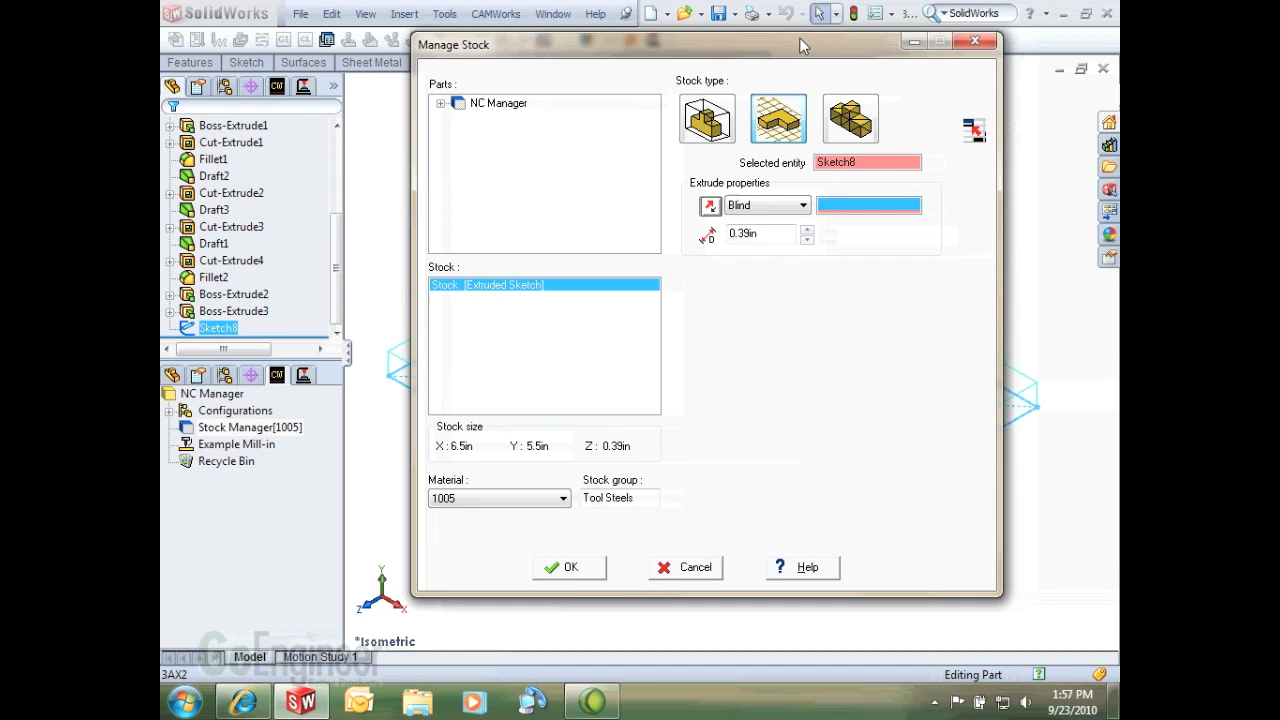 SolidWorks
File Edit View Insert Tools CAMWorks Window Help
3... SolidWorks
Features Sketch Surfaces Sheet Metal
Manage Stock
Parts :
NC Manager
Stock type :
Selected entity Sketch8
Extrude properties
Blind
D 0.39in
Stock :
Stock [Extruded Sketch]
Stock size
X : 6.5in Y : 5.5in Z : 0.39in
Material :
1005
Stock group :
Tool Steels
OK Cancel ? Help
Boss-Extrude1
Cut-Extrude1
Fillet1
Draft2
Cut-Extrude2
Draft3
Cut-Extrude3
Draft1
Cut-Extrude4
Fillet2
Boss-Extrude2
Boss-Extrude3
Sketch8
NC Manager
Configurations
Stock Manager[1005]
Example Mill-in
Recycle Bin
Y
Z
X
*Isometric
GoEngineer
Model Motion Study 1
3AX2
Editing Part
1:57 PM
9/23/2010